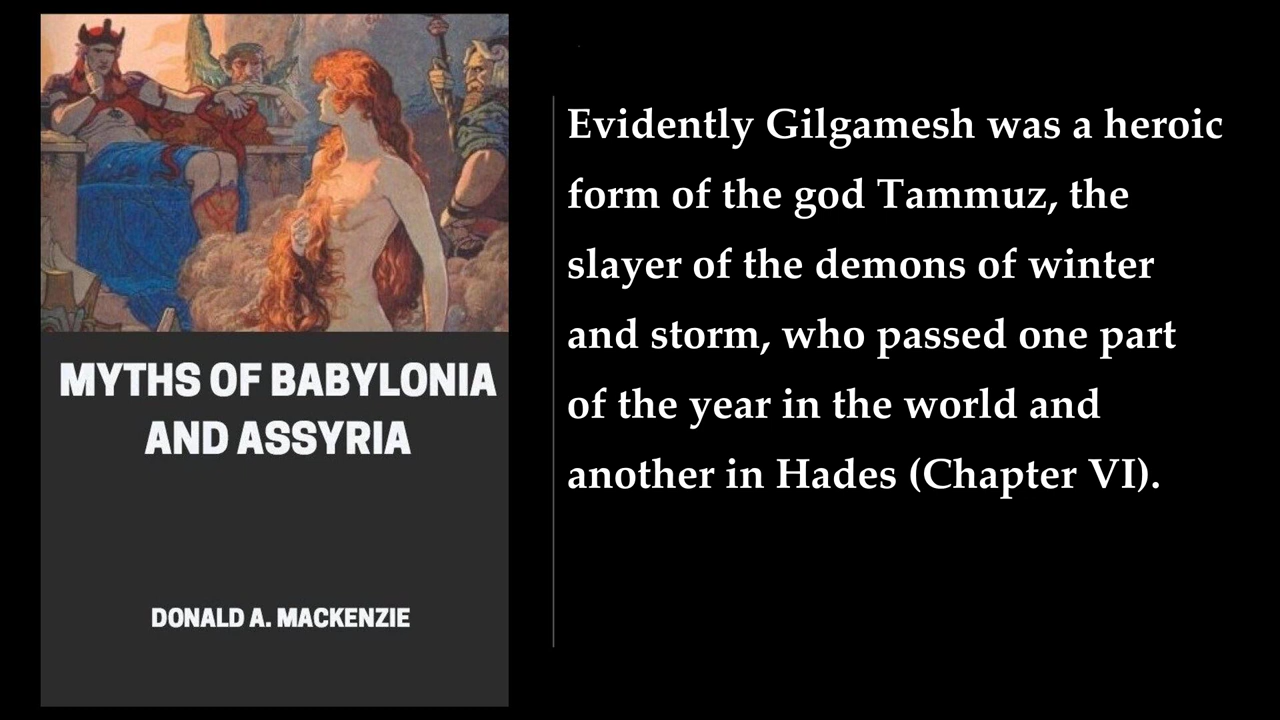 MYTHS OF BABYLONIA
AND ASSYRIA
DONALD A. MACKENZIE
Evidently Gilgamesh was a heroic
form of the god Tammuz, the
slayer of the demons of winter
and storm, who passed one part
of the year in the world and
another in Hades (Chapter VI).